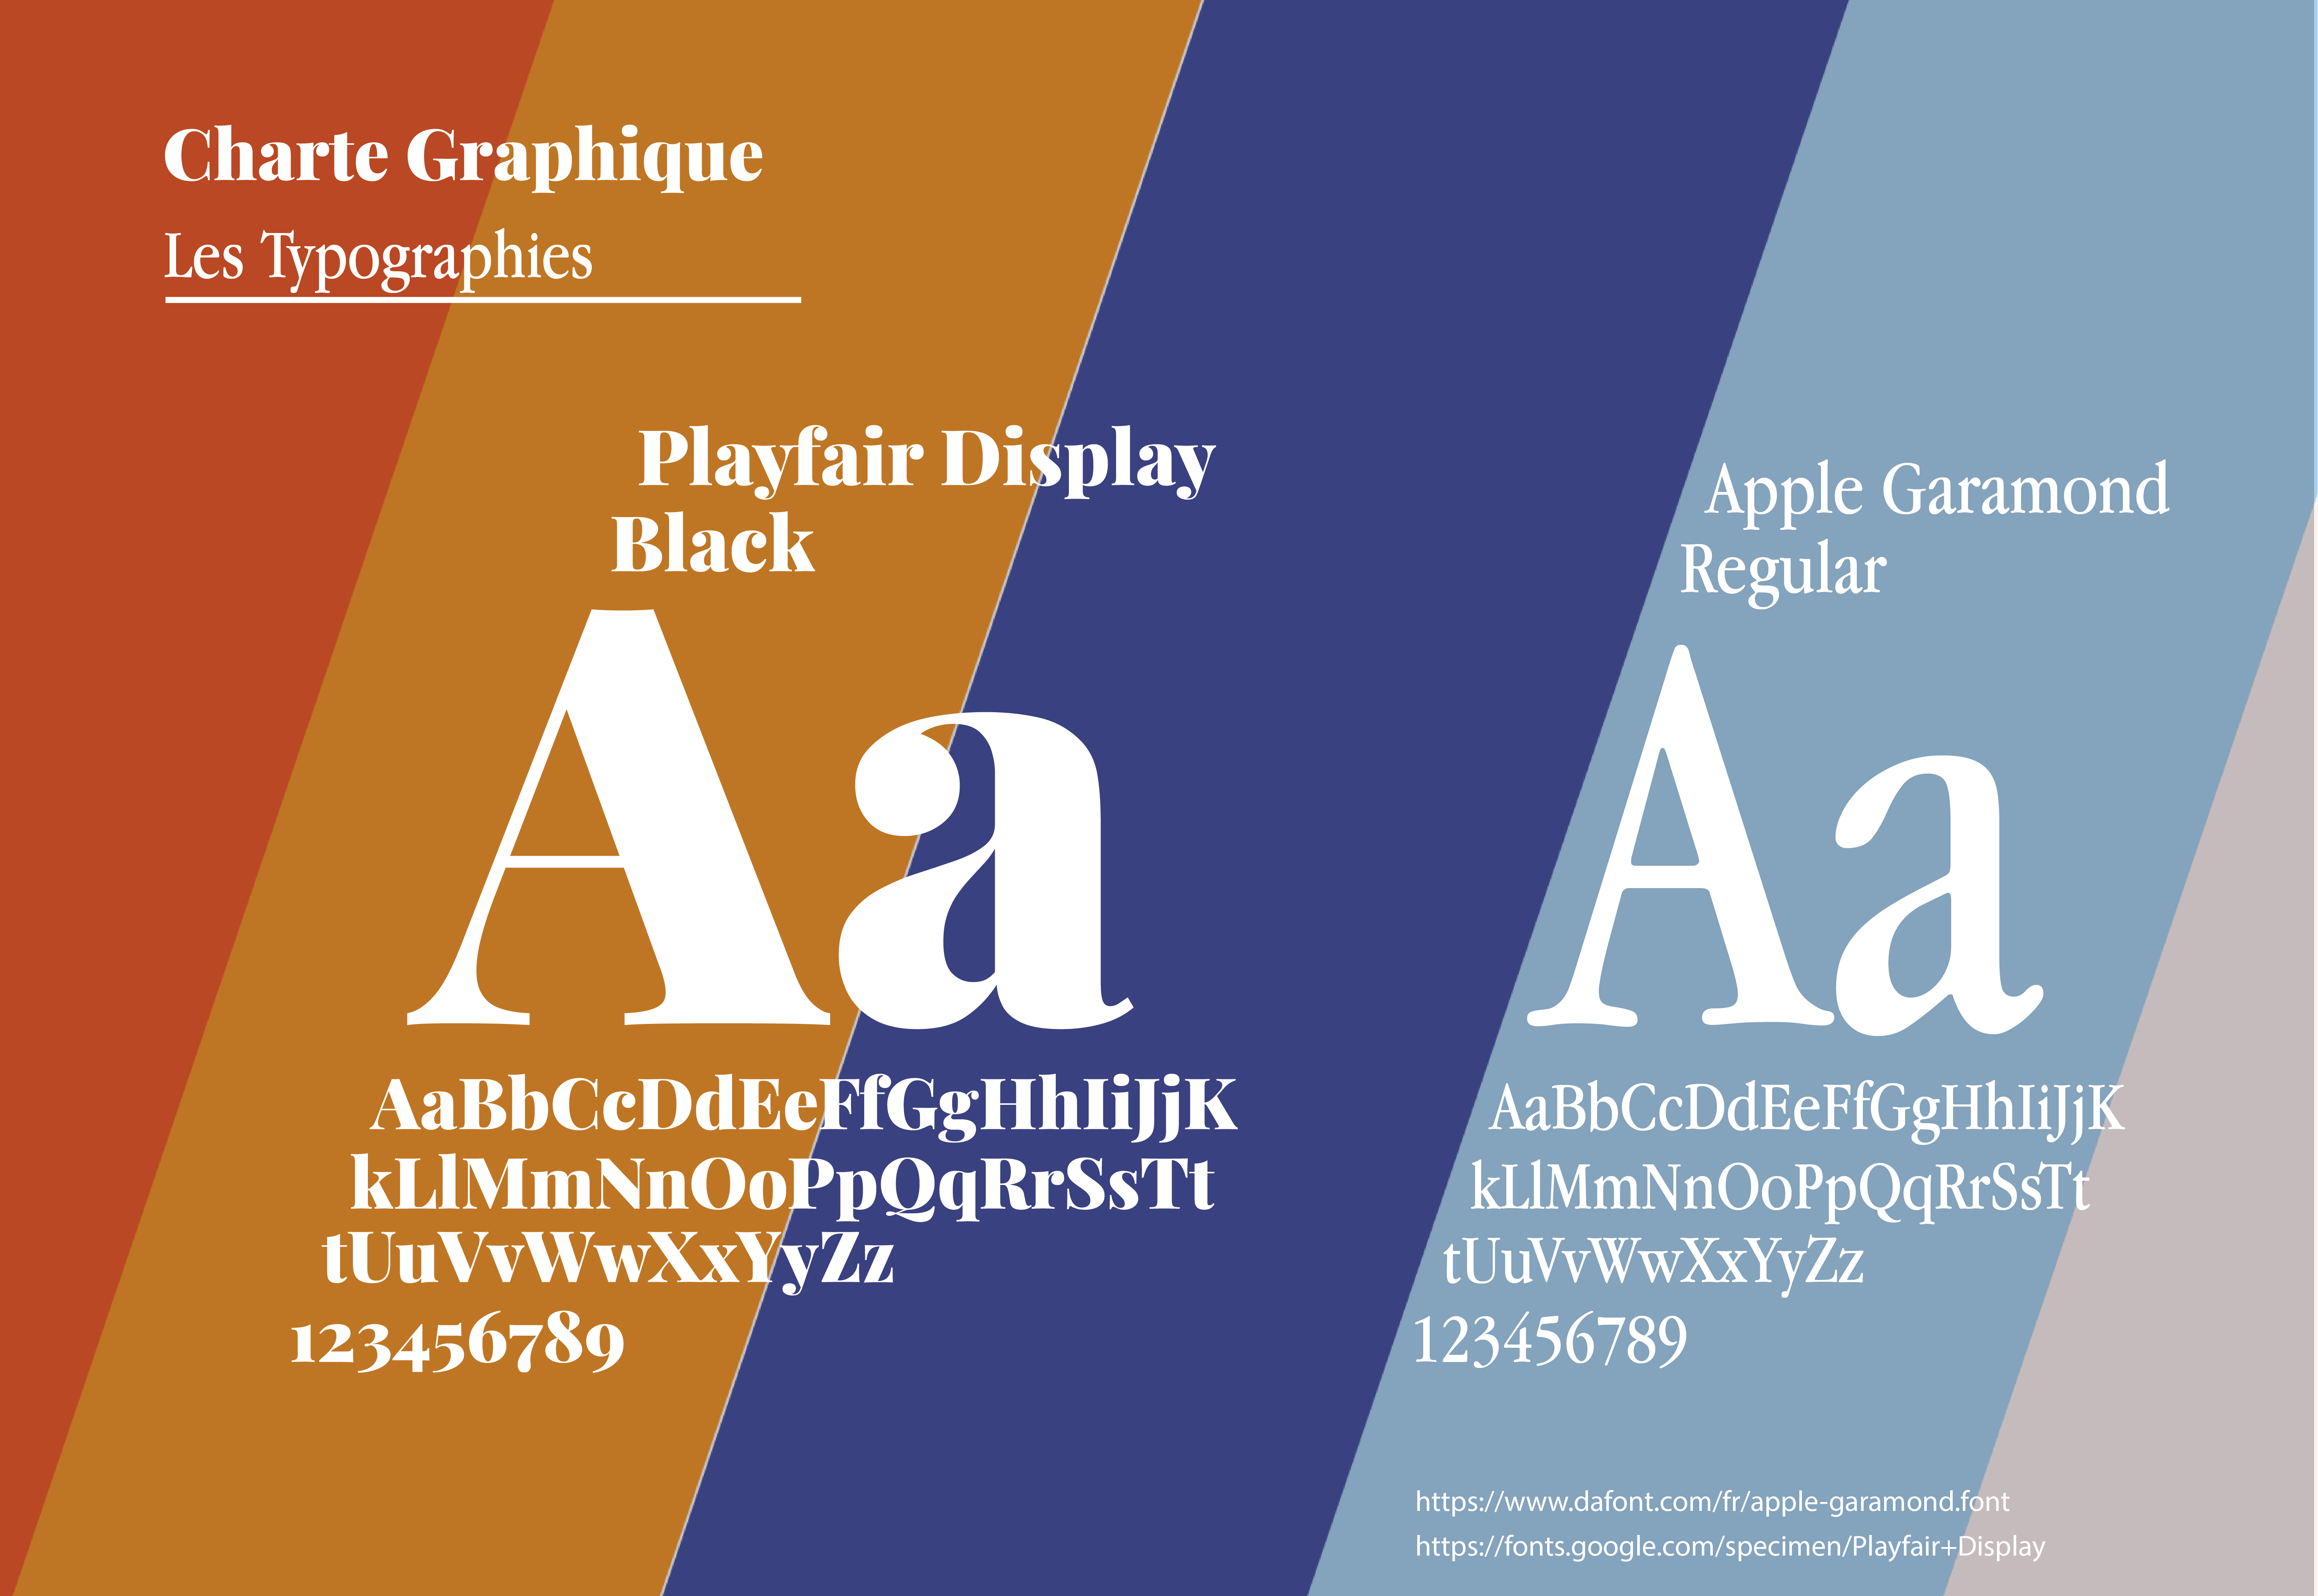 Charte Graphique
Les Typographies
Playfair Display
Black
Aa
AaBbCcDdEeFfGgHhIiJjK
kLlMmNnOoPpQqRrSsTt
tUuVvWwXxYyZz
123456789
Apple Garamond
Regular
Aa
AaBbCcDdEeFfGgHhIiJjK
kLlMmNnOoPpQqRrSsTt
tUuVvWwXxYyZz
123456789
https://www.dafont.com/fr/apple-garamond.font
https://fonts.google.com/specimen/Playfair+Display